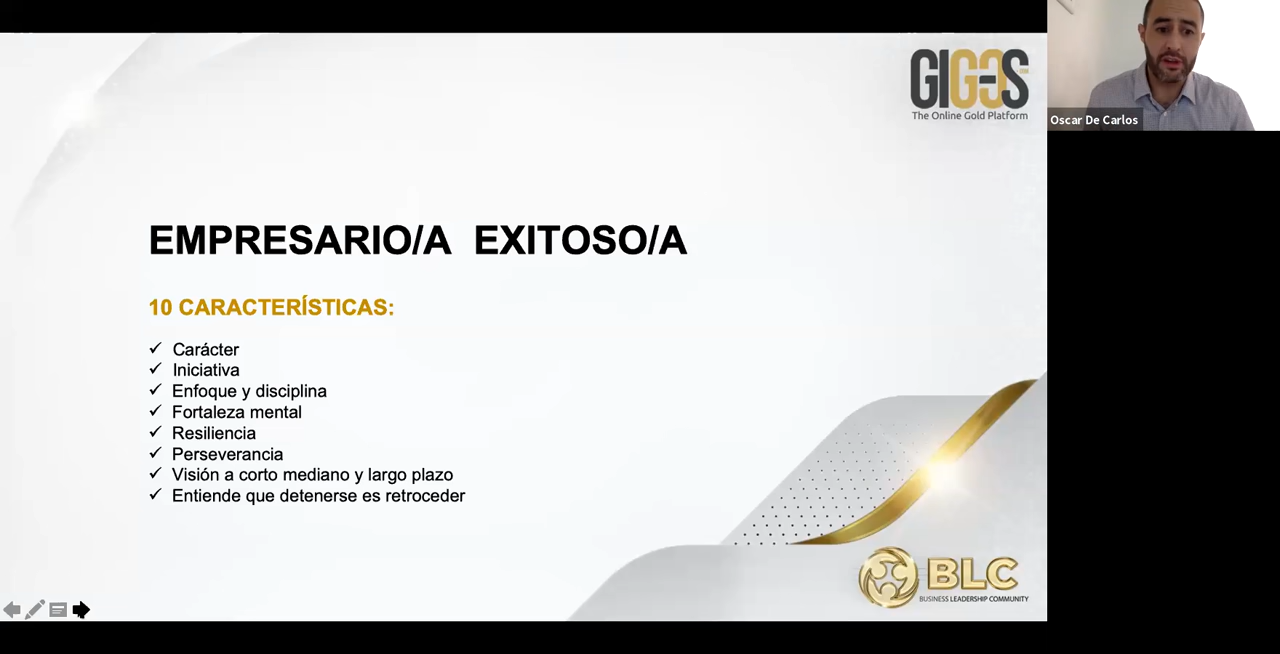 GIGOS
The Online Gold Platform
Oscar De Carlos
EMPRESARIO/A EXITOSO/A
10 CARACTERÍSTICAS:
✓ Carácter
✓ Iniciativa
✓ Enfoque y disciplina
✓ Fortaleza mental
✓ Resiliencia
✓ Perseverancia
✓ Visión a corto mediano y largo plazo
✓ Entiende que detenerse es retroceder
BLC
BUSINESS LEADERSHIP COMMUNITY